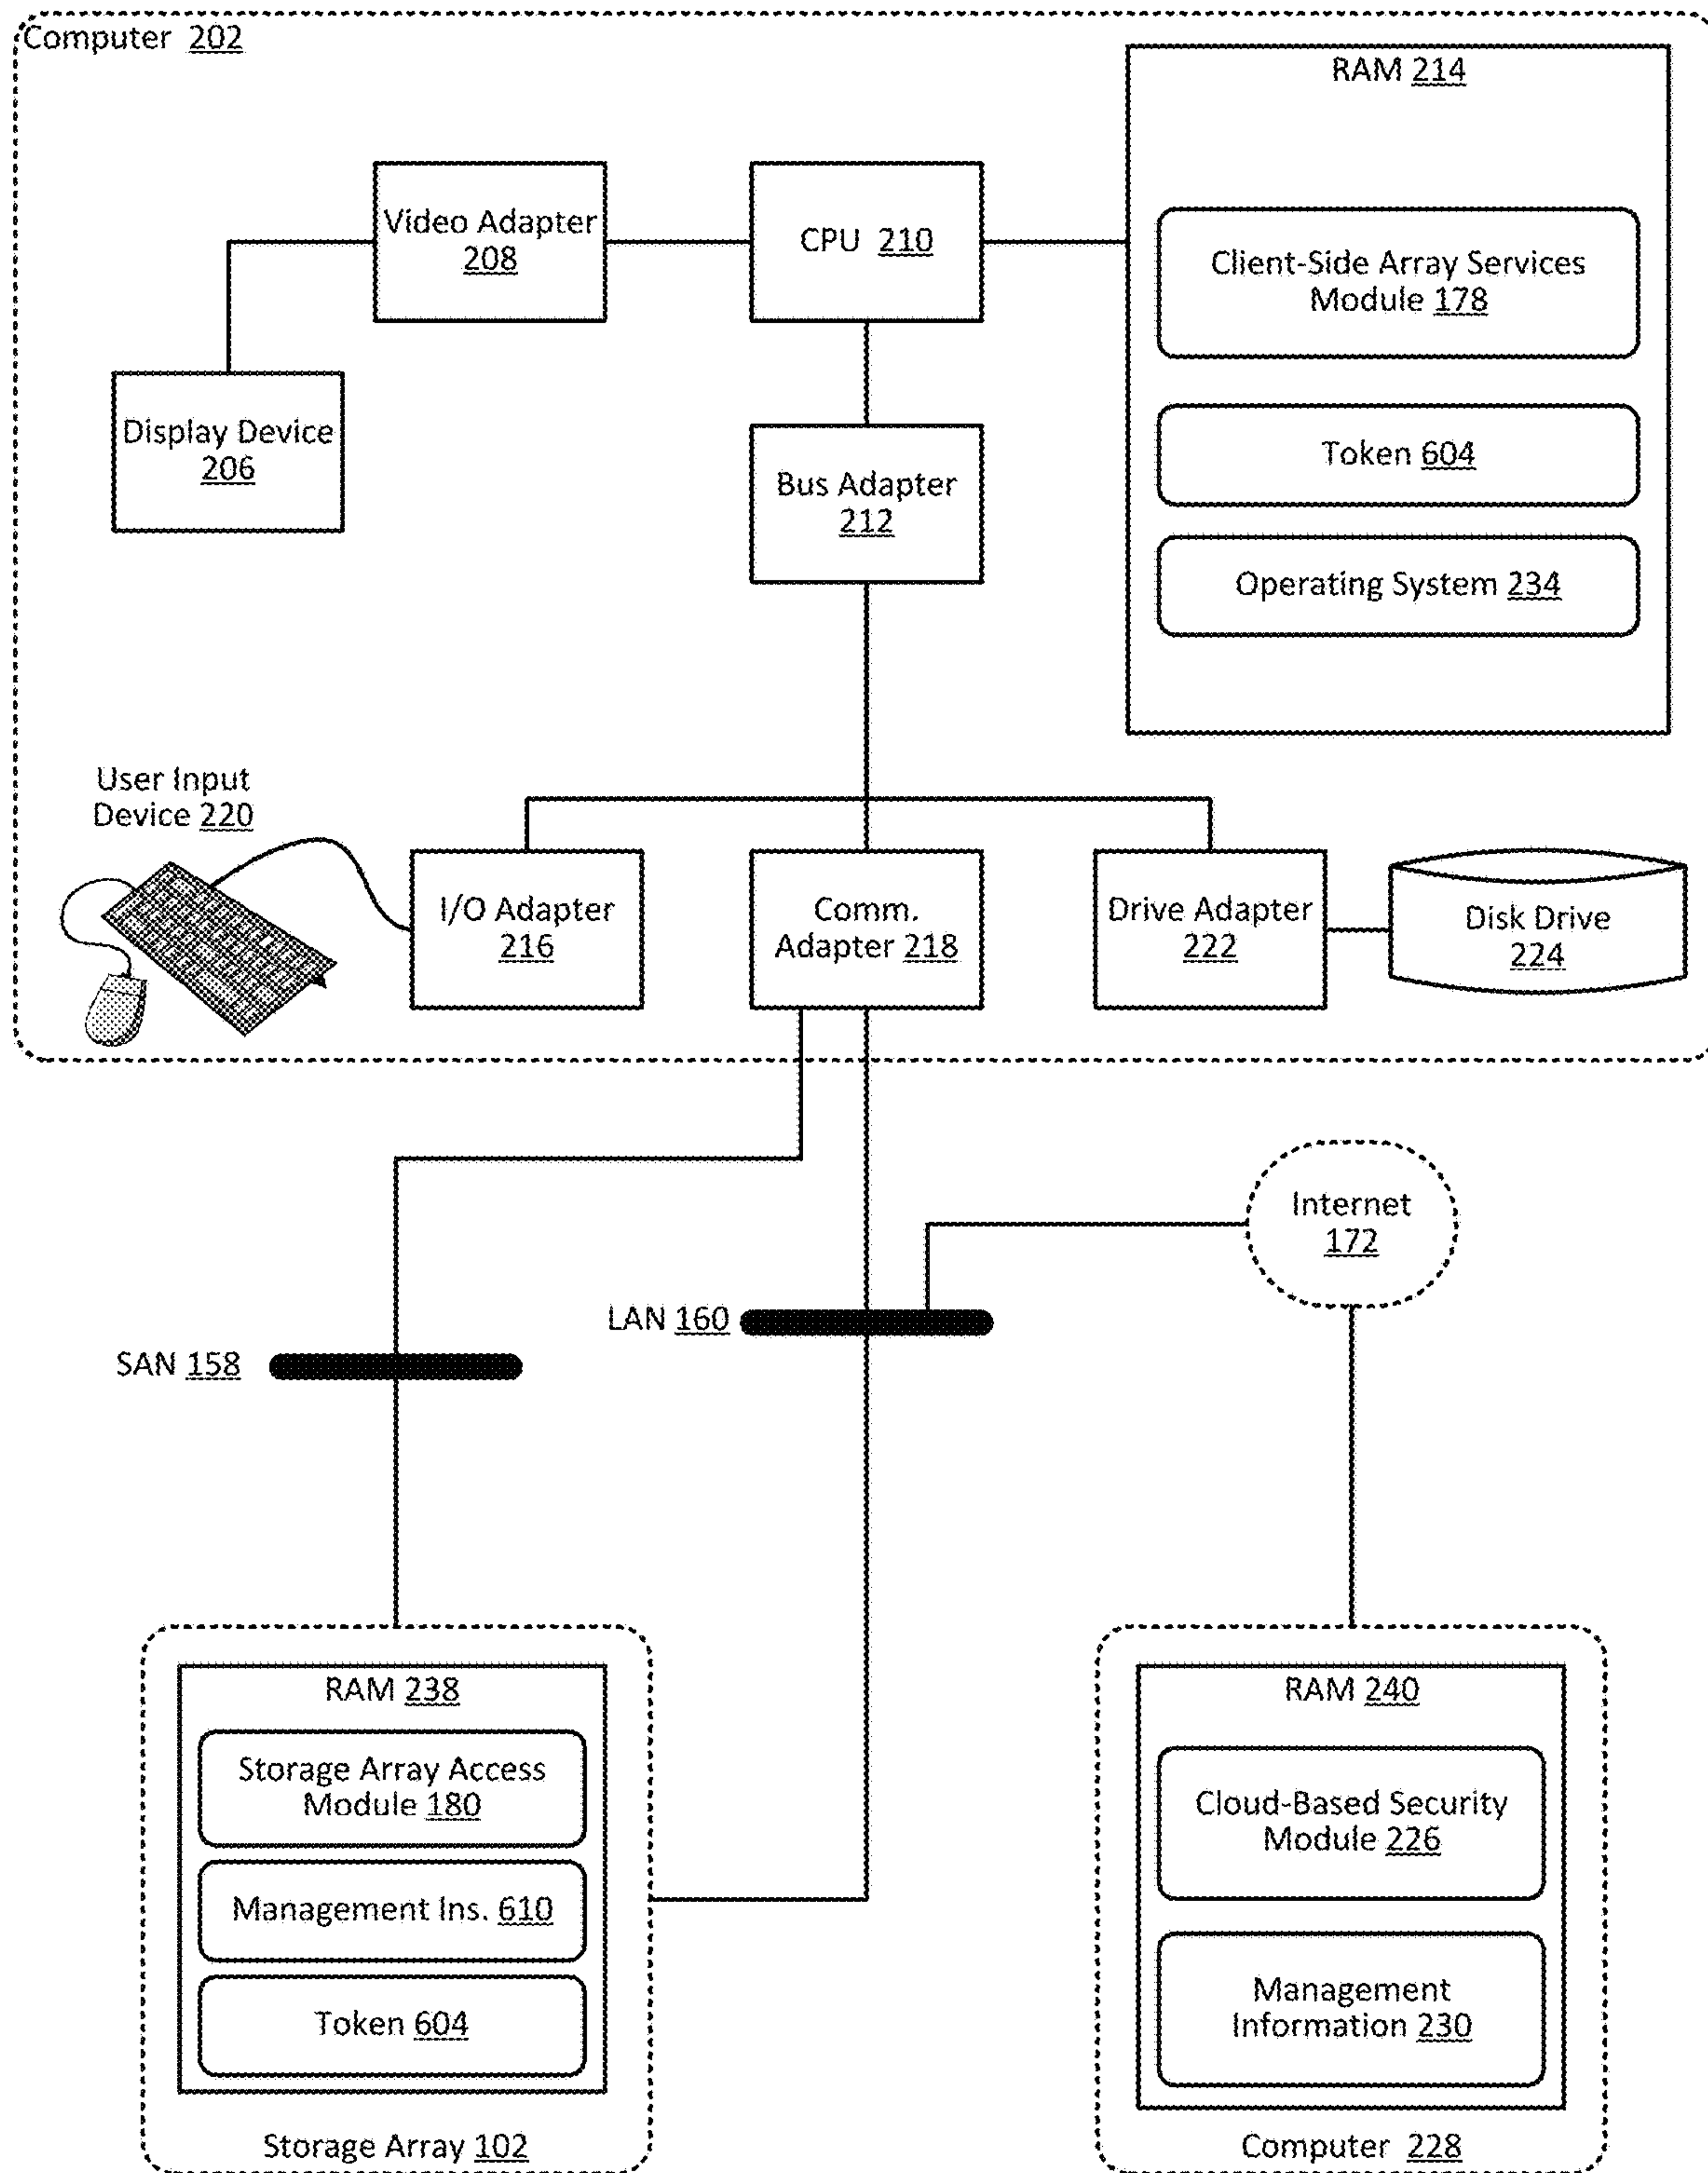 Computer 202
RAM 214
Video Adapter
208
CPU 210
Client-Side Array Services
Module 178
Display Device
206
Token 604
Bus Adapter
212
Operating System 234
User Input
Device 220
I/O Adapter
216
Comm.
Adapter 218
Drive Adapter
222
Disk Drive
224
Internet
172
LAN 160
SAN 158
RAM 238
Storage Array Access
Module 180
Management Ins. 610
Token 604
Storage Array 102
RAM 240
Cloud-Based Security
Module 226
Management
Information 230
Computer 228